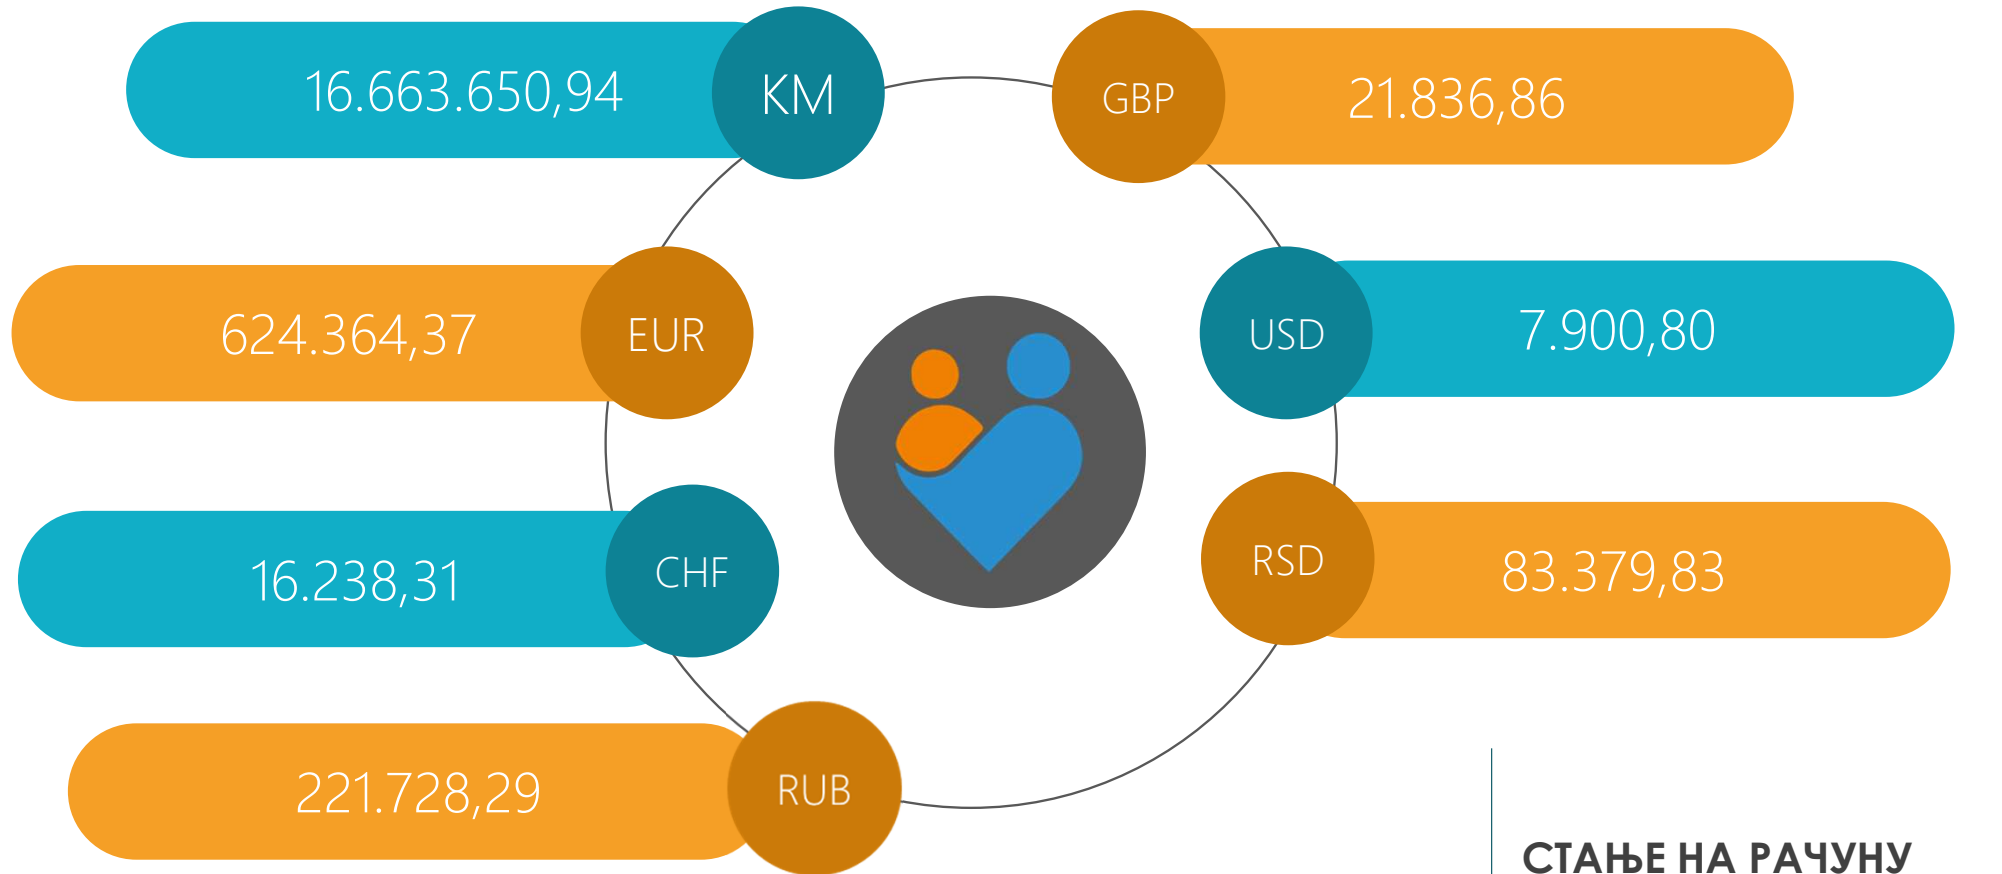 16.663.650,94 KM
GBP 21.836,86
624.364,37 EUR
USD 7.900,80
16.238,31 CHF
RSD 83.379,83
221.728,29 RUB
СТАЊЕ НА РАЧУНУ